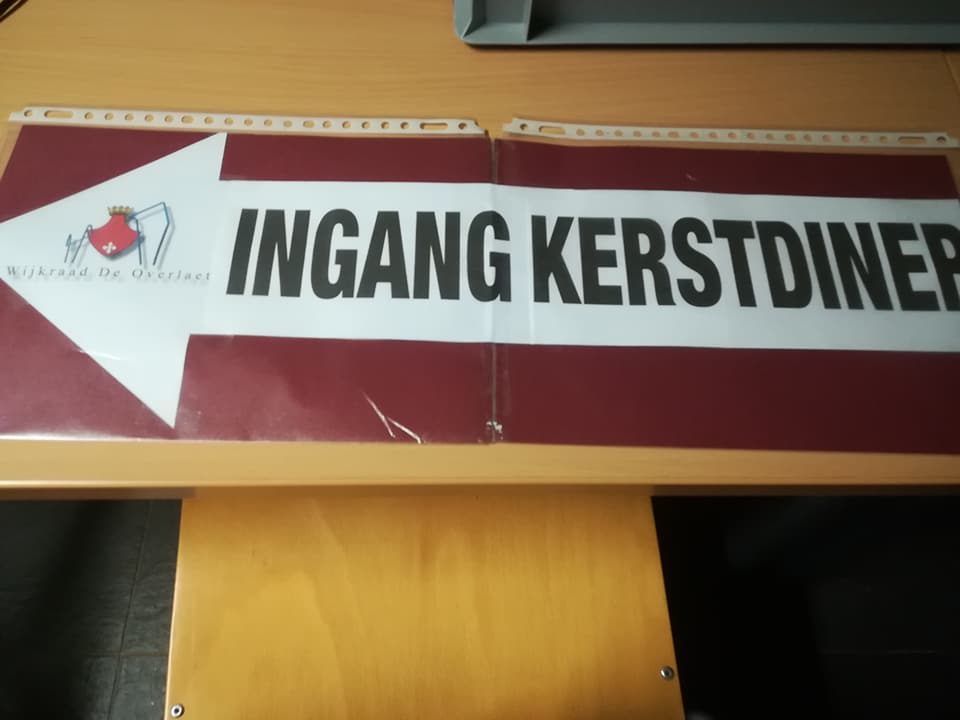 Wijkraad De Overlaet
INGANG KERSTDINER